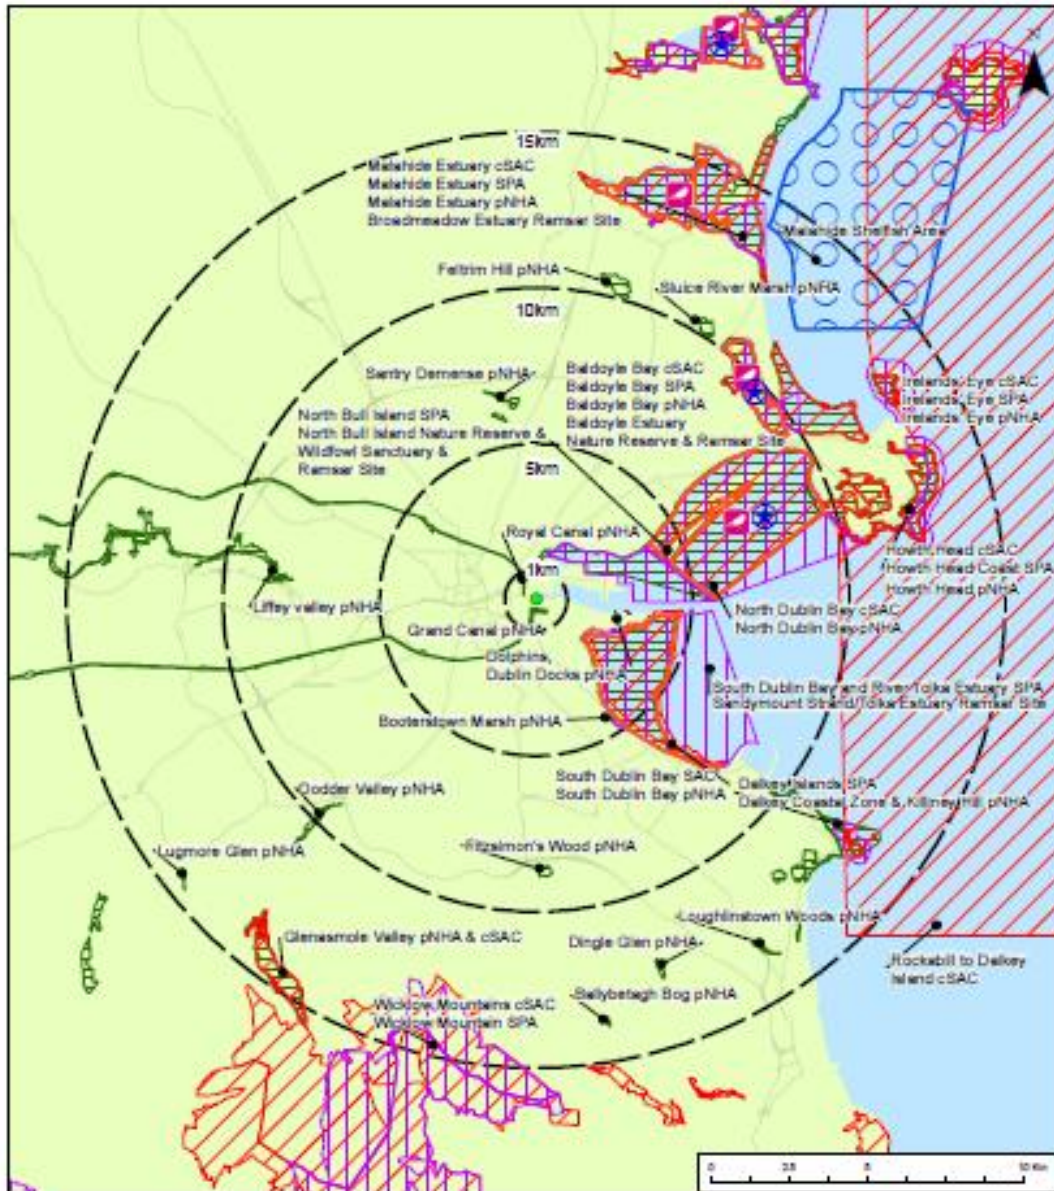 15km
Malahide Estuary cSAC
Malahide Estuary SPA
Malahide Estuary pNHA
Broadmeadow Estuary Ramsar Site
Malahide Shelfish Area
Feltrim Hill pNHA
Sluice River Marsh pNHA
10km
Santry Demense pNHA
Baldoyle Bay cSAC
Baldoyle Bay SPA
Baldoyle Bay pNHA
Baldoyle Estuary
Nature Reserve & Ramsar Site
Irelands' Eye cSAC
Irelands' Eye SPA
Irelands' Eye pNHA
North Bull Island SPA
North Bull Island Nature Reserve &
Wildfowl Sanctuary &
Ramsar Site
5km
Royal Canal pNHA
1km
Howth Head cSAC
Howth Head Coast SPA
Howth Head pNHA
Liffey valley pNHA
North Dublin Bay cSAC
North Dublin Bay pNHA
Grand Canal pNHA
Dolphins,
Dublin Docks pNHA
South Dublin Bay and River Tolka Estuary SPA
Sandymount Strand/Tolka Estuary Ramsar Site
Booterstown Marsh pNHA
South Dublin Bay SAC
South Dublin Bay pNHA
Dalkey Islands SPA
Dalkey Coastal Zone & Killiney Hill pNHA
Dodder Valley pNHA
Lugmore Glen pNHA
Fitzsimon's Wood pNHA
Loughlinstown Woods pNHA
Glenasmole Valley pNHA & cSAC
Dingle Glen pNHA
Rockabill to Dalkey
Island cSAC
Ballybetagh Bog pNHA
Wicklow Mountains cSAC
Wicklow Mountain SPA
0 2.5 5 10 Km